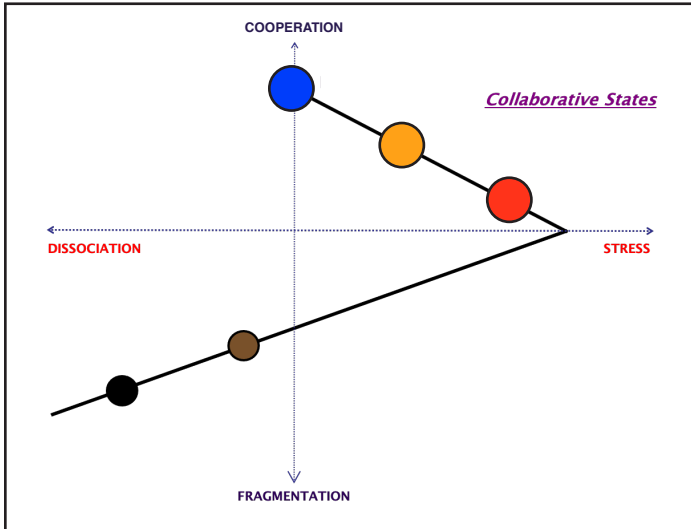 COOPERATION
Collaborative States
DISSOCIATION
STRESS
FRAGMENTATION